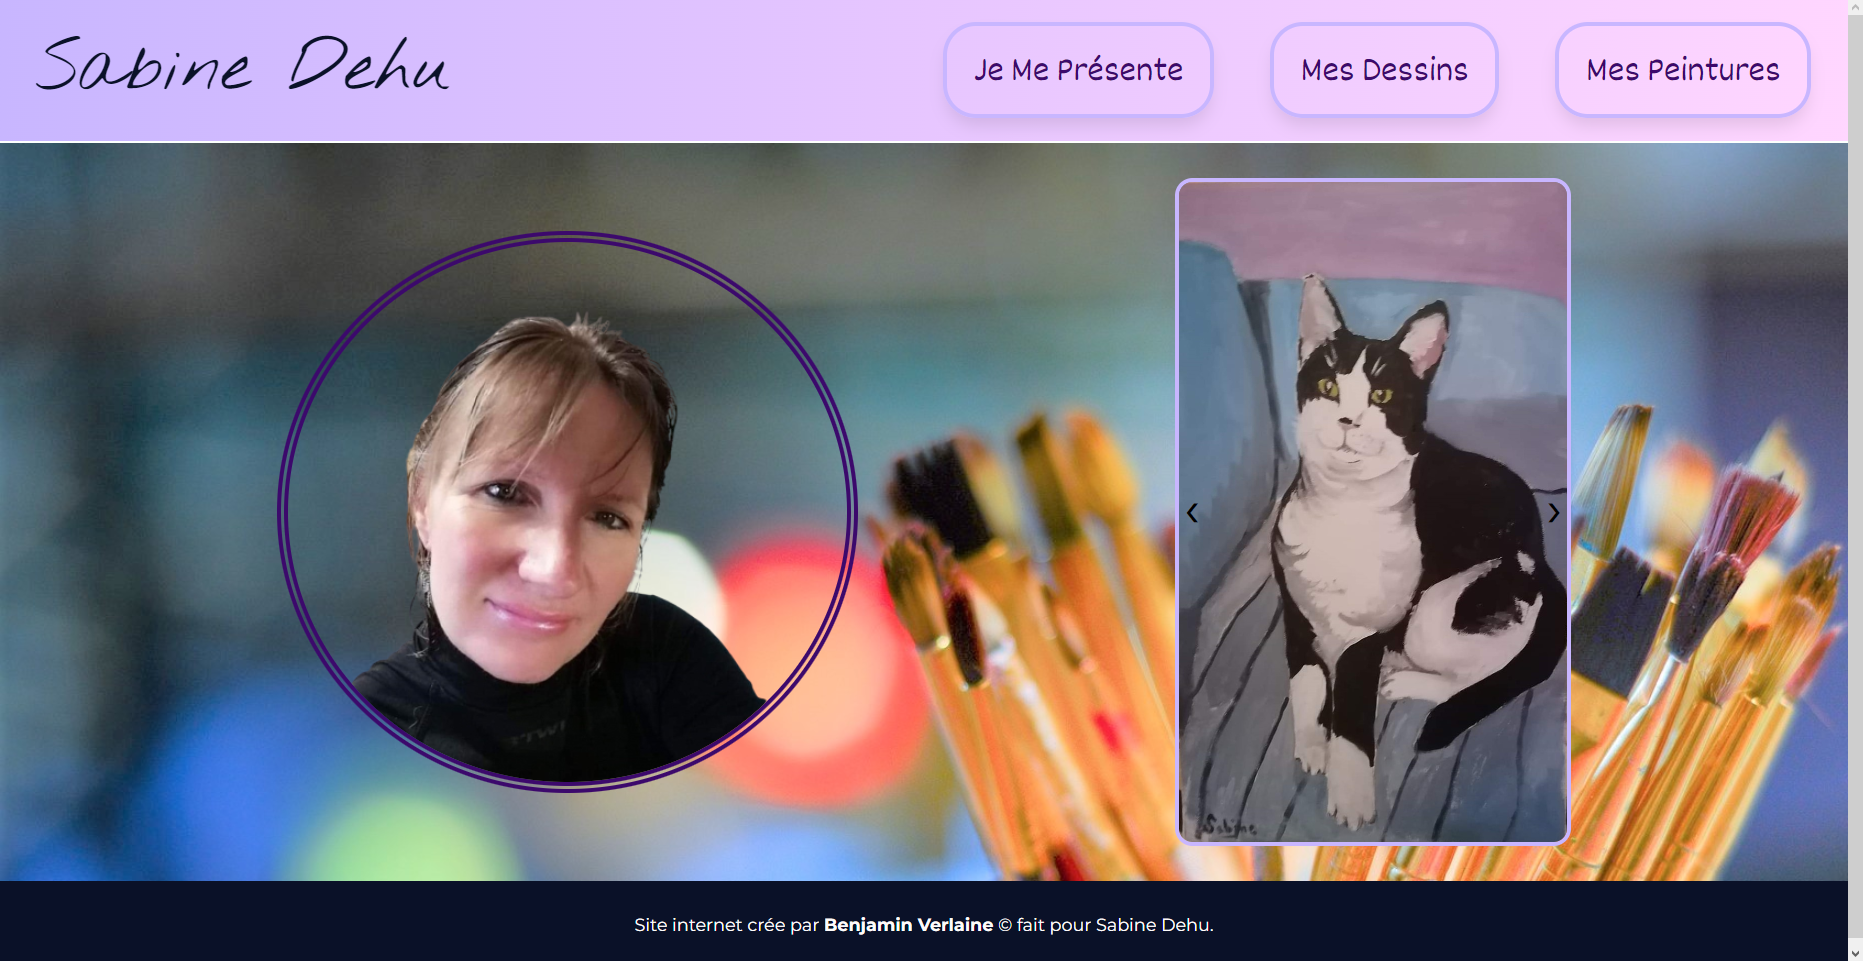 Sabine Dehu
Je Me Présente
Mes Dessins
Mes Peintures
Sabine
Site internet crée par Benjamin Verlaine © fait pour Sabine Dehu.